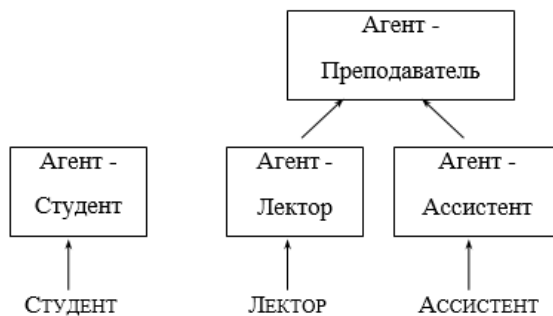 Агент -
Преподаватель
Агент -
Студент
Агент -
Лектор
Агент -
Ассистент
СТУДЕНТ
ЛЕКТОР
АССИСТЕНТ